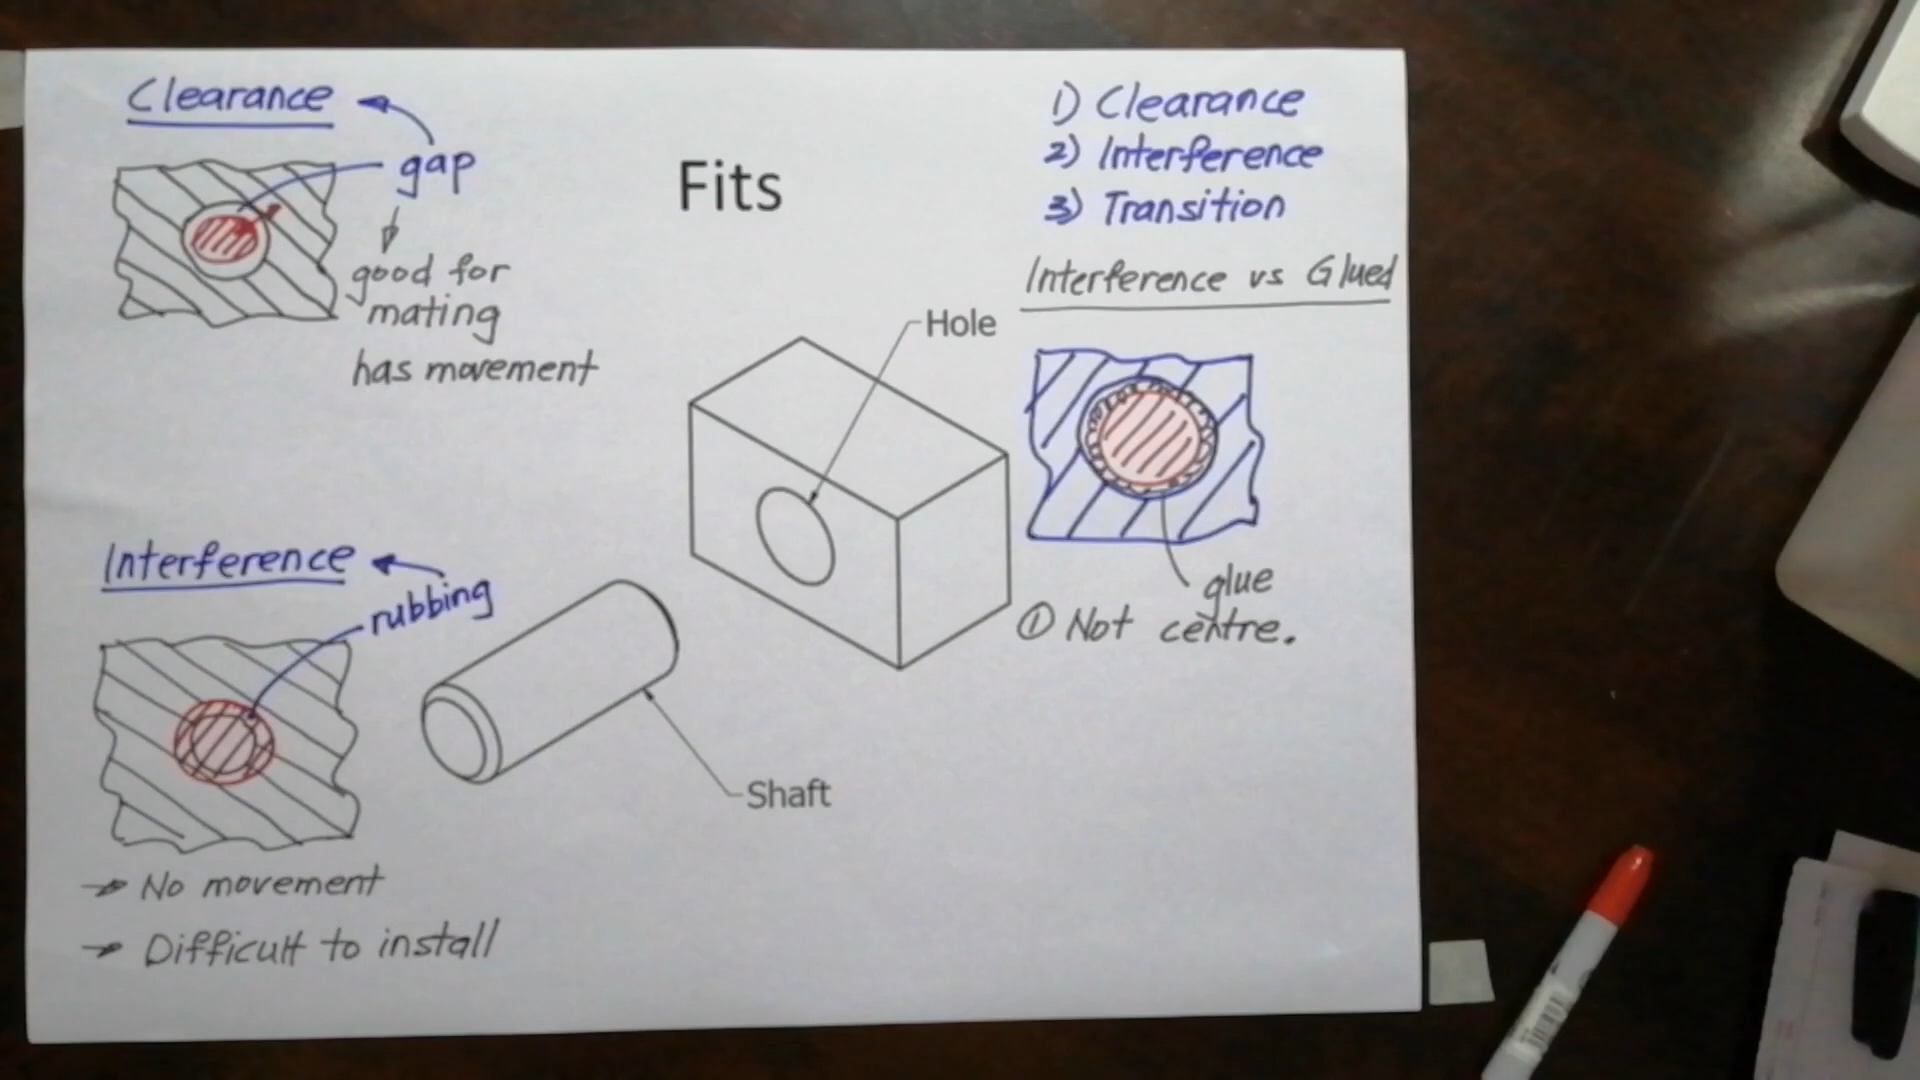 Clearance
gap
good for
mating
has movement
Fits
1) Clearance
2) Interference
3) Transition
Interference vs Glued
Hole
glue
① Not centre.
Interference
rubbing
Shaft
→ No movement
→ Difficult to install